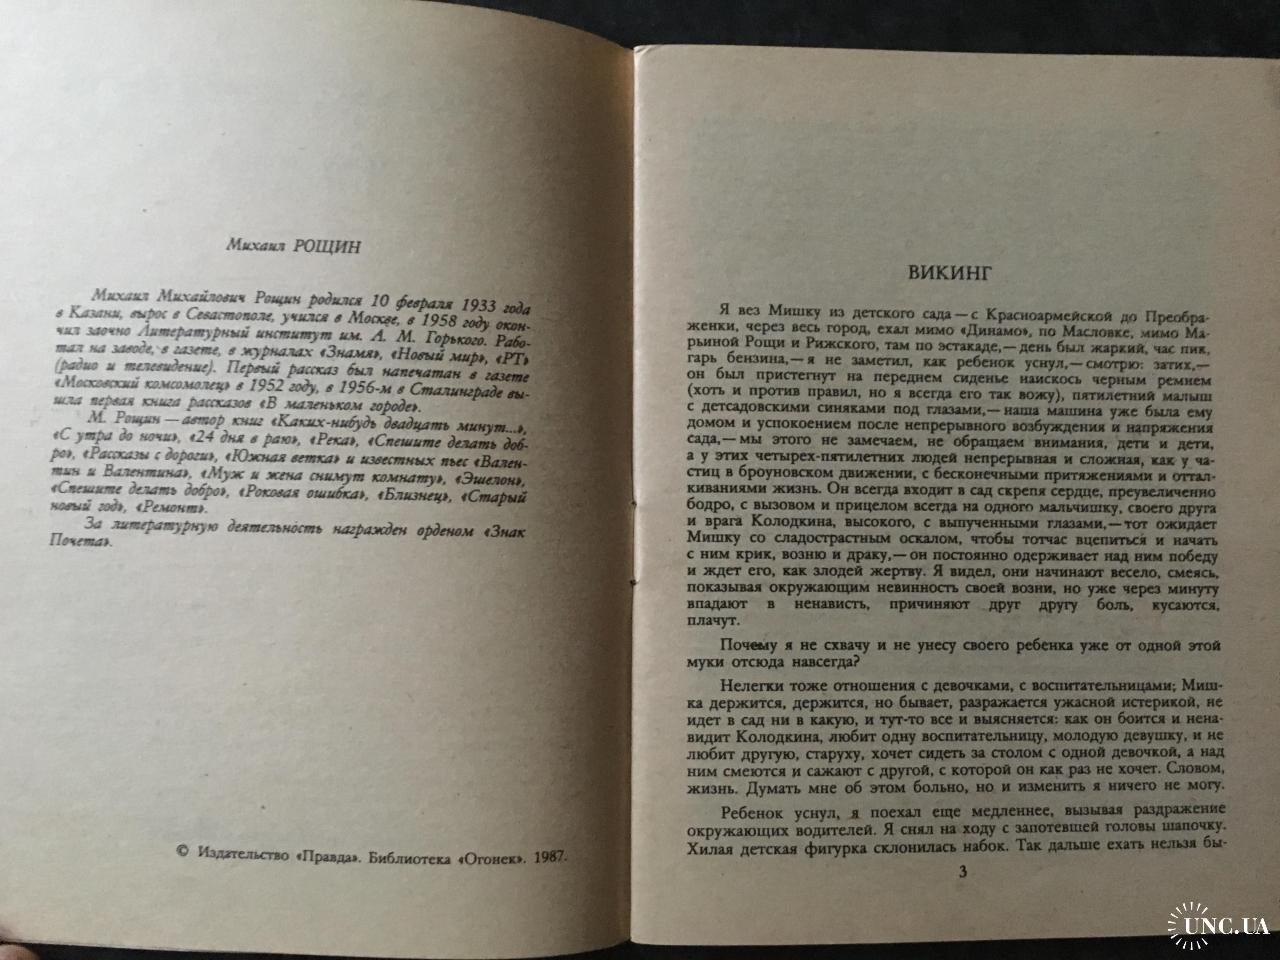 Михаил РОЩИН
Михаил Михайлович Рощин родился 10 февраля 1933 года
в Казани, вырос в Севастополе, учился в Москве, в 1958 году окон-
чил заочно Литературный институт им. А. М. Горького. Рабо-
тал на заводе, в газете, в журналах «Знамя», «Новый мир», «РТ»
(радио и телевидение). Первый рассказ был напечатан в газете
«Московский комсомолец» в 1952 году, в 1956-м в Сталинграде вы-
шла первая книга рассказов «В маленьком городе».
М. Рощин — автор книг «Каких-нибудь двадцать минут...»,
«С утра до ночи», «24 дня в раю», «Река», «Спешите делать доб-
ро», «Рассказы с дороги», «Южная ветка» и известных пьес «Вален-
тин и Валентина», «Муж и жена снимут комнату», «Эшелон»,
«Спешите делать добро», «Роковая ошибка», «Близнец», «Старый
новый год», «Ремонт».
За литературную деятельность награжден орденом «Знак
Почета».
© Издательство «Правда». Библиотека «Огонек». 1987.
ВИКИНГ
Я вез Мишку из детского сада — с Красноармейской до Преобра-
женки, через весь город, ехал мимо «Динамо», по Масловке, мимо Ма-
рьиной Рощи и Рижского, там по эстакаде,— день был жаркий, час пик,
гарь бензина,— я не заметил, как ребенок уснул,— смотрю: затих,—
он был пристегнут на переднем сиденье наискось черным ремнем
(хоть и против правил, но я всегда его так вожу), пятилетний малыш
с детсадовскими синяками под глазами,— наша машина уже была ему
домом и успокоением после непрерывного возбуждения и напряжения
сада,— мы этого не замечаем, не обращаем внимания, дети и дети,
а у этих четырех-пятилетних людей непрерывная и сложная, как у ча-
стиц в броуновском движении, с бесконечными притяжениями и оттал-
киваниями жизнь. Он всегда входит в сад скрепя сердце, преувеличенно
бодро, с вызовом и прицелом всегда на одного мальчишку, своего друга
и врага Колодкина, высокого, с выпученными глазами,— тот ожидает
Мишку со сладострастным оскалом, чтобы тотчас вцепиться и начать
с ним крик, возню и драку,— он постоянно одерживает над ним победу
и ждет его, как злодей жертву. Я видел, они начинают весело, смеясь,
показывая окружающим невинность своей возни, но уже через минуту
впадают в ненависть, причиняют друг другу боль, кусаются,
плачут.
Почему я не схвачу и не унесу своего ребенка уже от одной этой
муки отсюда навсегда?
Нелегки тоже отношения с девочками, с воспитательницами; Миш-
ка держится, держится, но бывает, разражается ужасной истерикой, не
идет в сад ни в какую, и тут-то все и выясняется: как он боится и нена-
видит Колодкина, любит одну воспитательницу, молодую девушку, и не
любит другую, старуху, хочет сидеть за столом с одной девочкой, а над
ним смеются и сажают с другой, с которой он как раз не хочет. Словом,
жизнь. Думать мне об этом больно, но и изменить я ничего не могу.
Ребенок уснул, я поехал еще медленнее, вызывая раздражение
окружающих водителей. Я снял на ходу с запотевшей головы шапочку.
Хилая детская фигурка склонилась набок. Так дальше ехать нельзя бы-
3
UNC.UA